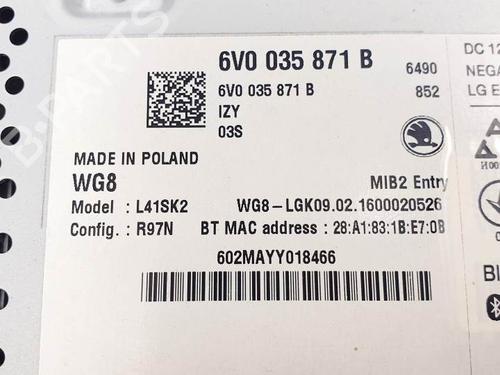 6V0 035 871 B 6490
6V0 035 871 B 852
IZY
03S
DC 12
NEGA
LG E
MADE IN POLAND
WG8 MIB2 Entry
Model : L41SK2 WG8-LGK09.02.1600020526
Config. : R97N BT MAC address : 28:A1:83:1B:E7:0B
602MAYY018466
H00
BI
B-PARTS